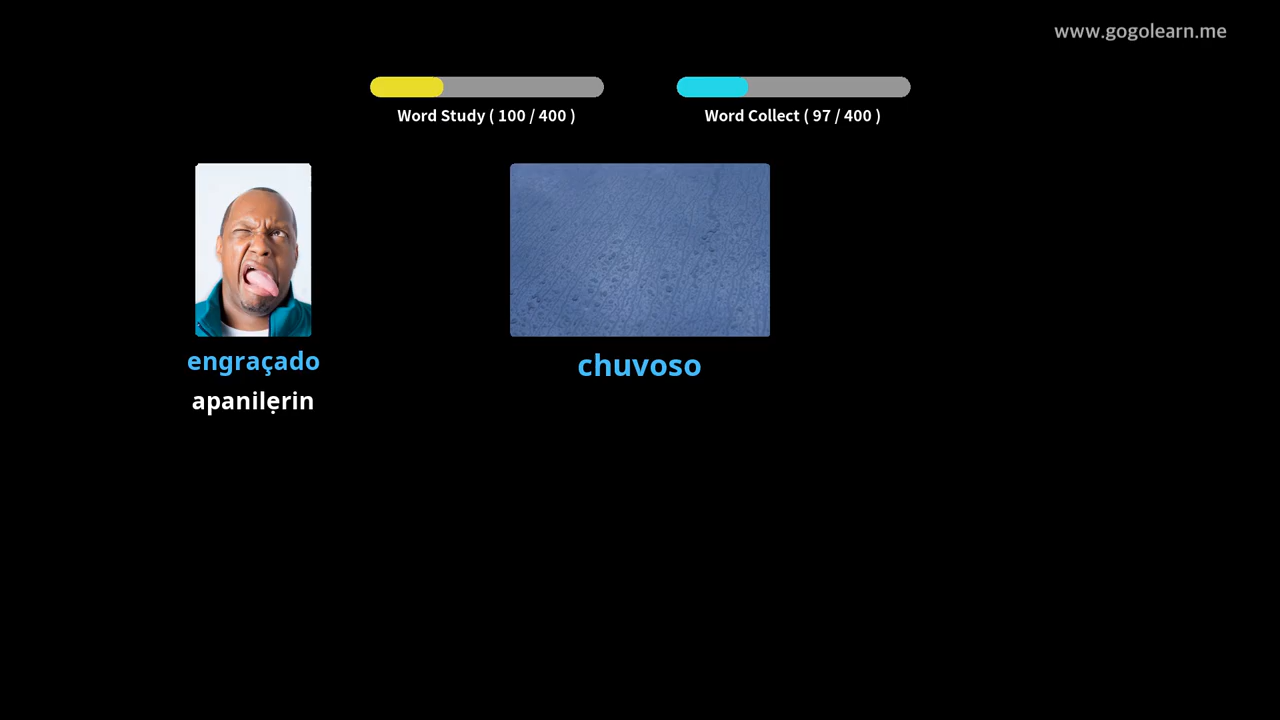 www.gogolearn.me
Word Study ( 100 / 400 )
Word Collect ( 97 / 400 )
engraçado
apanilẹrin
chuvoso